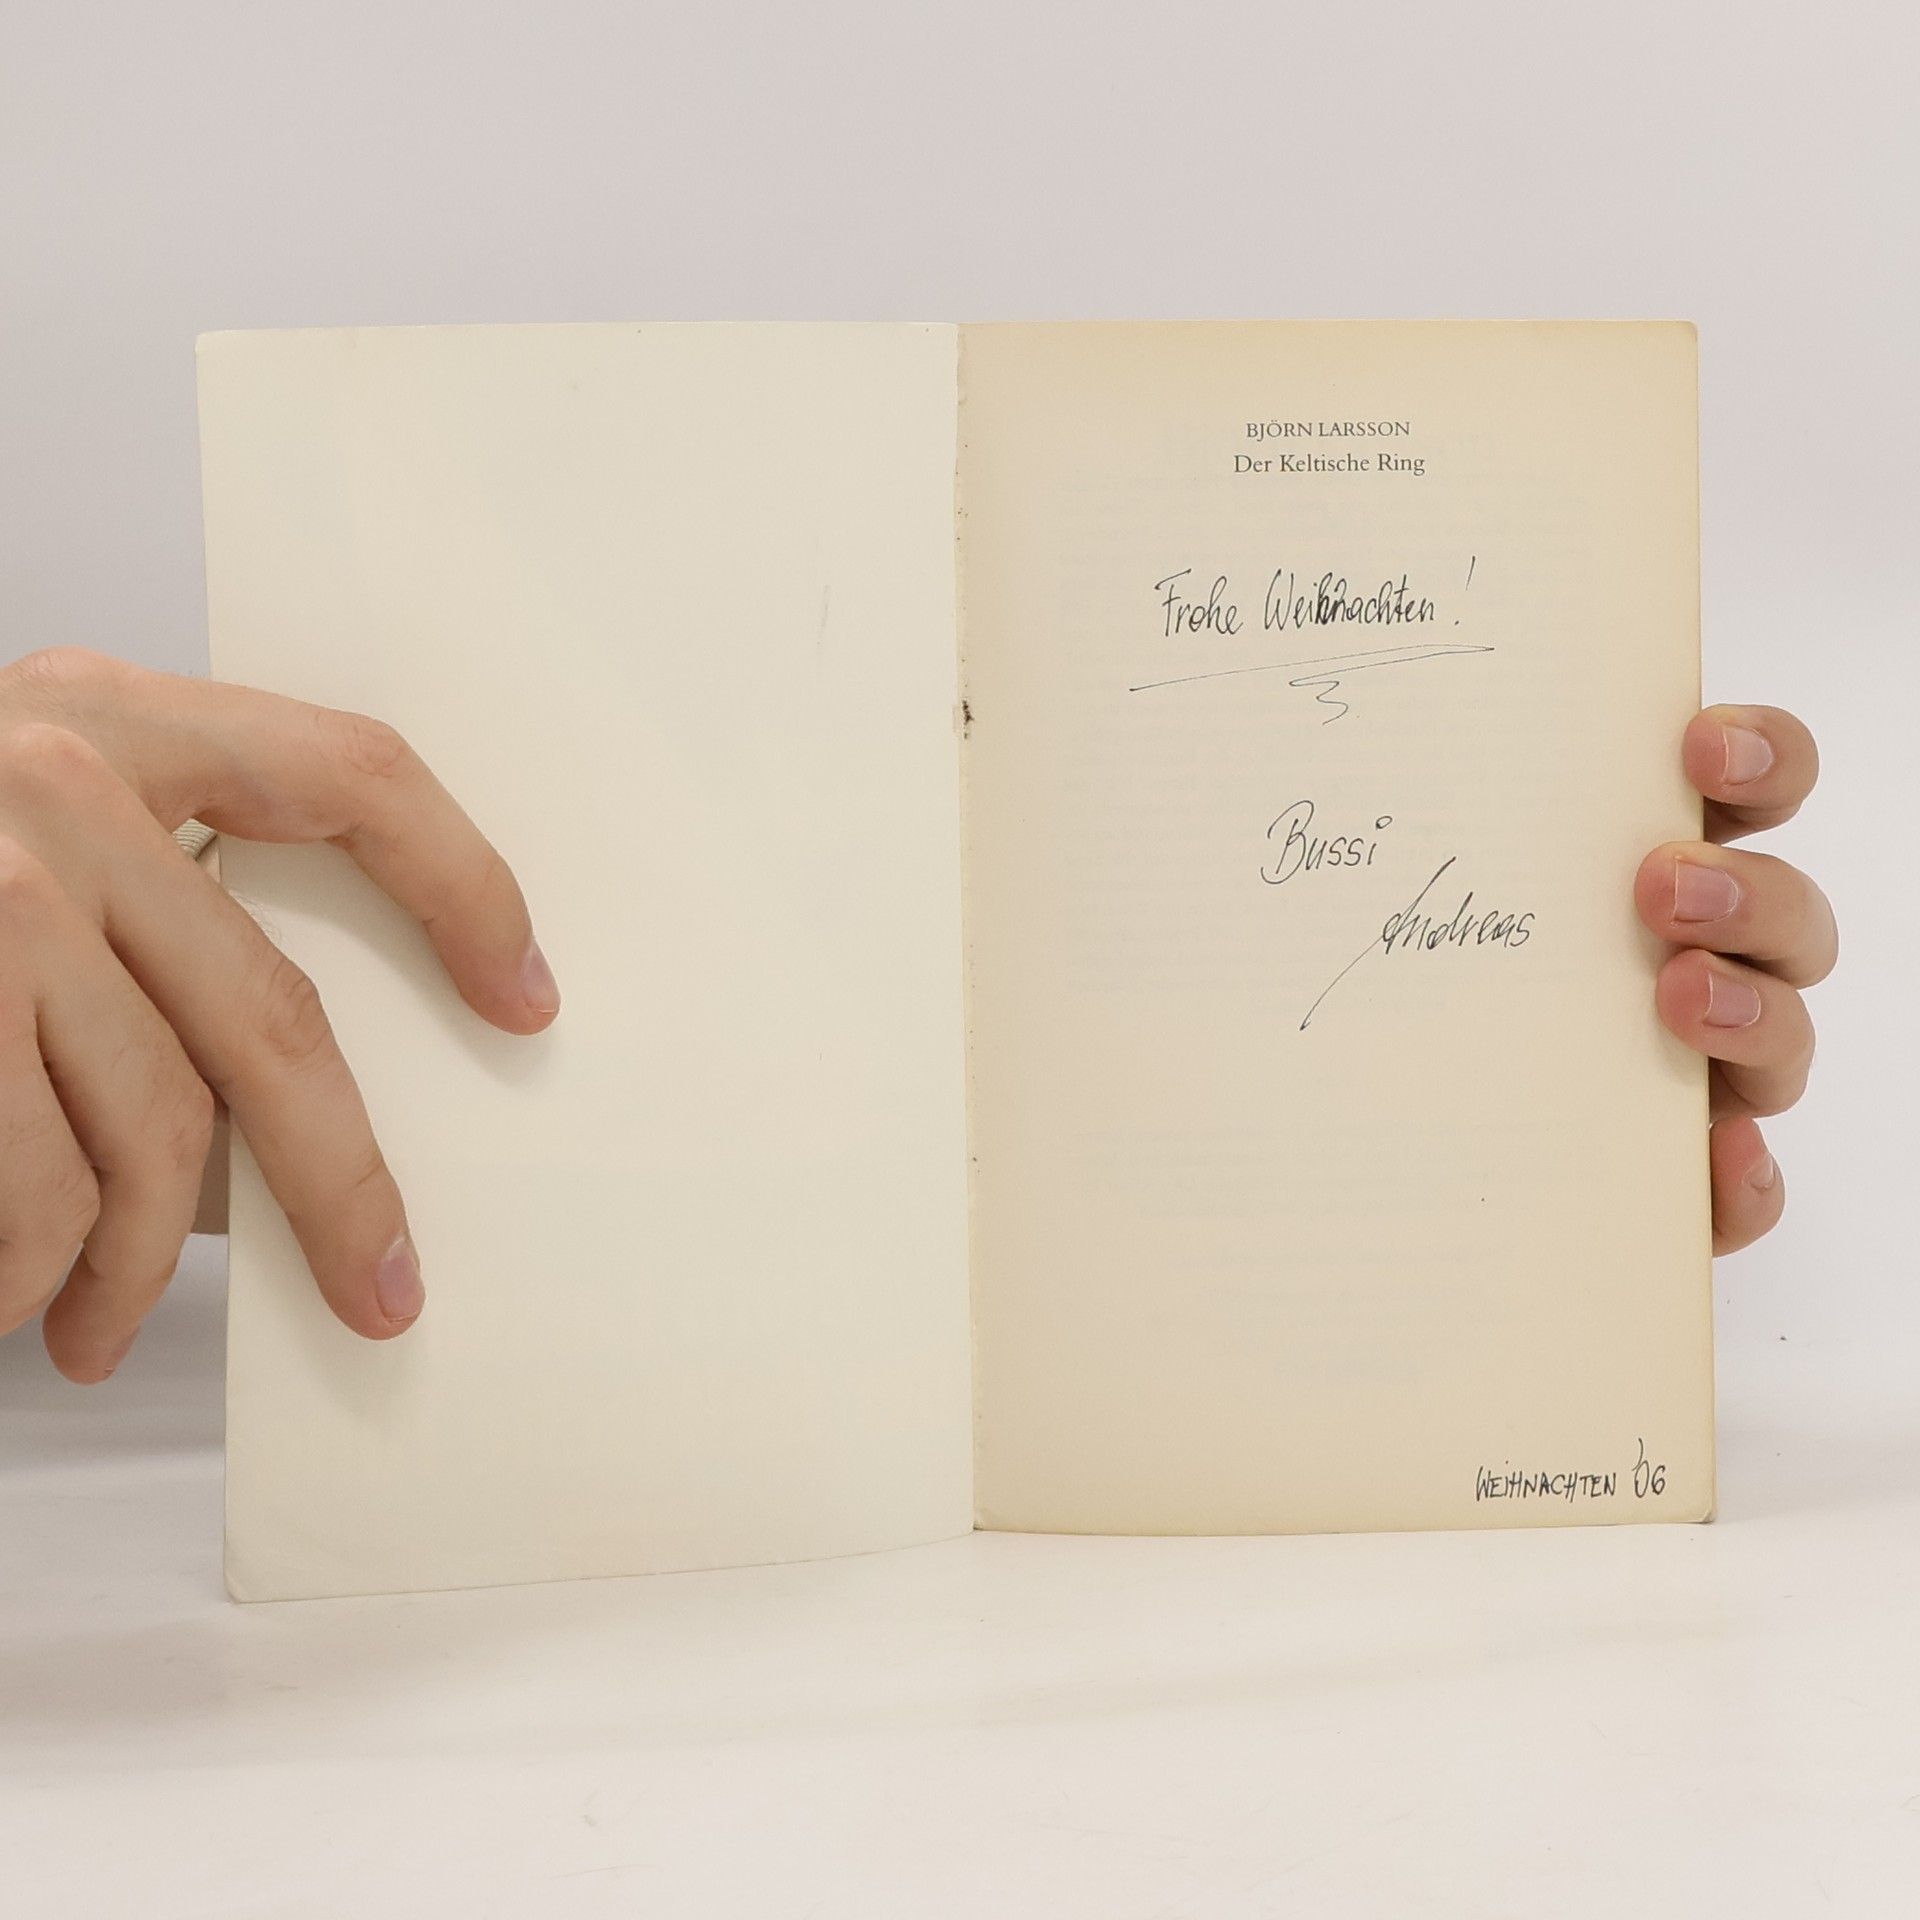 BJÖRN LARSSON
Der Keltische Ring
Frohe Weihnachten!
Bussi
Andreas
WEIHNACHTEN '06